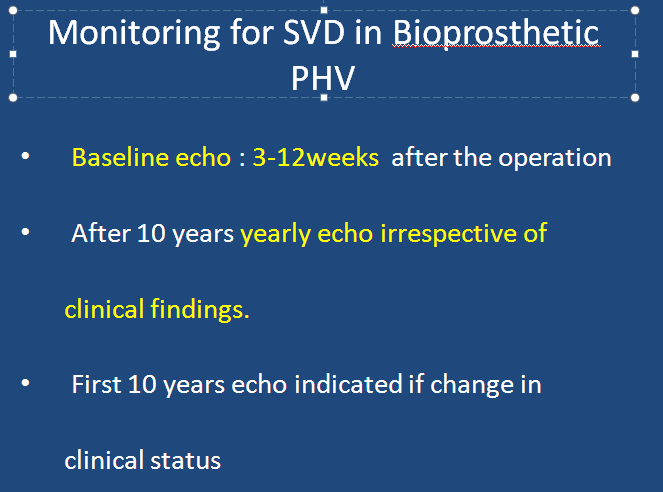 Monitoring for SVD in Bioprosthetic
PHV
• Baseline echo : 3-12weeks after the operation
• After 10 years yearly echo irrespective of
clinical findings.
• First 10 years echo indicated if change in
clinical status